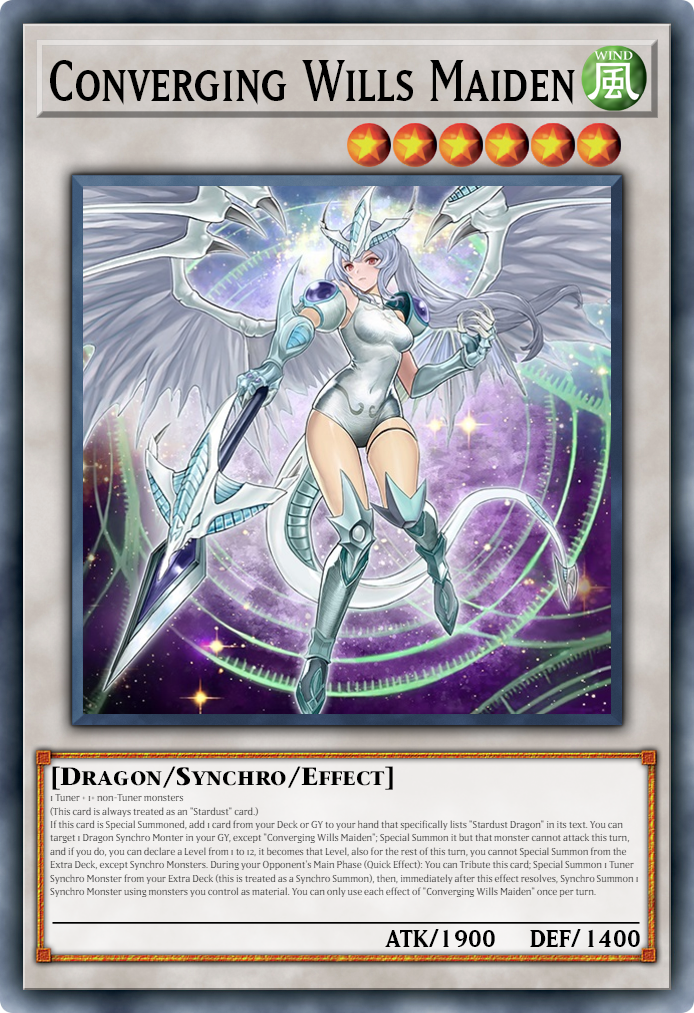 Converging Wills Maiden
WIND
風
[Dragon/Synchro/Effect]
1 Tuner + 1+ non-Tuner monsters
(This card is always treated as an "Stardust" card.)
If this card is Special Summoned, add 1 card from your Deck or GY to your hand that specifically lists "Stardust Dragon" in its text. You can
target 1 Dragon Synchro Monter in your GY, except "Converging Wills Maiden"; Special Summon it but that monster cannot attack this turn,
and if you do, you can declare a Level from 1 to 12, it becomes that Level, also for the rest of this turn, you cannot Special Summon from the
Extra Deck, except Synchro Monsters. During your Opponent's Main Phase (Quick Effect): You can Tribute this card; Special Summon 1 Tuner
Synchro Monster from your Extra Deck (this is treated as a Synchro Summon), then, immediately after this effect resolves, Synchro Summon 1
Synchro Monster using monsters you control as material. You can only use each effect of "Converging Wills Maiden" once per turn.
ATK/1900 DEF/1400